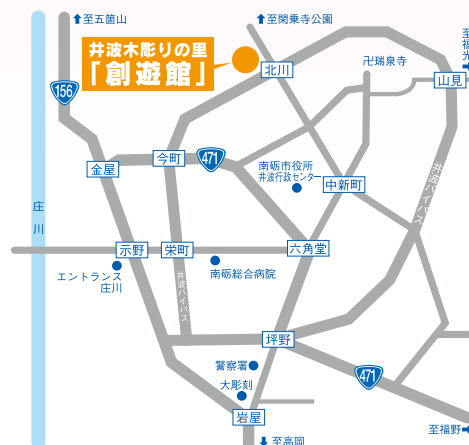 至五箇山
至閑乗寺公園
至福光
井波木彫りの里
「創遊館」
北川
卍瑞泉寺
山見
156
今町
471
金屋
南砺市役所
井波行政センター
中新町
井波バイパス
庄川
示野
栄町
六角堂
エントランス
庄川
南砺総合病院
井波バイパス
坪野
警察署
471
大彫刻
岩屋
至福野
至高岡